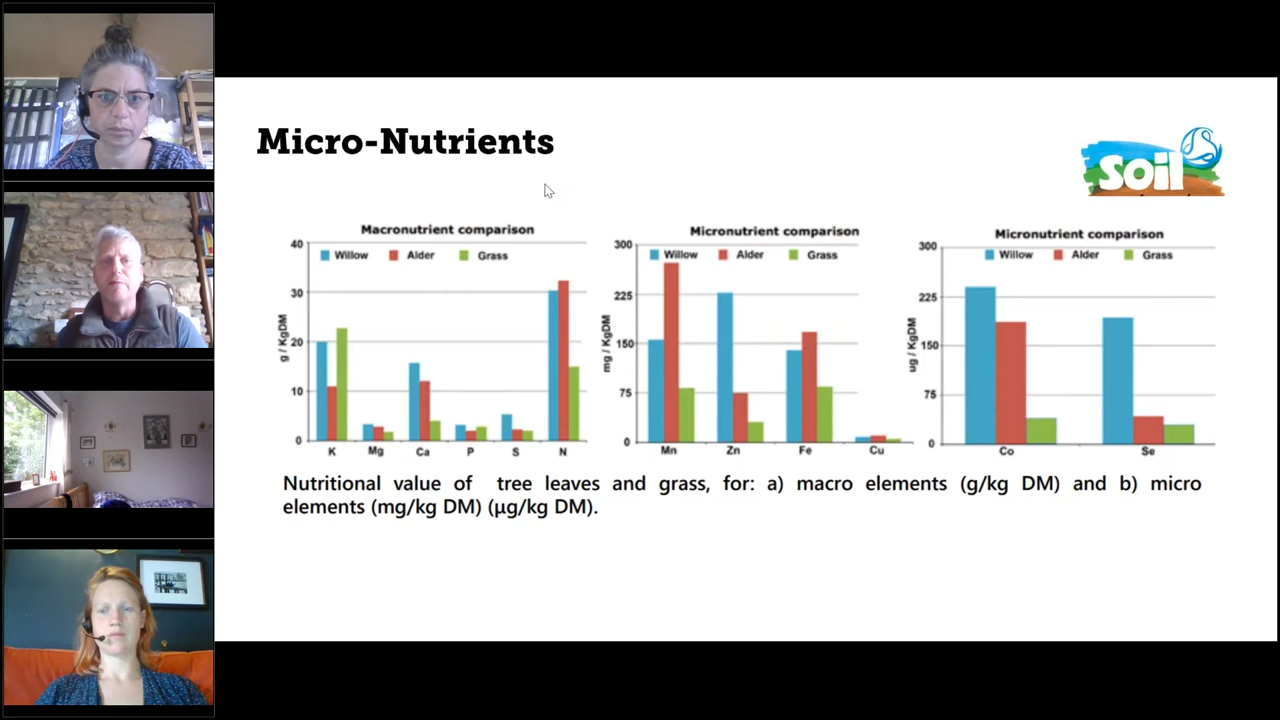 Micro-Nutrients
soil
Macronutrient comparison
Willow Alder Grass
40
30
20
10
0
g / KgDM
K Mg Ca P S N
Micronutrient comparison
Willow Alder Grass
300
225
150
75
0
mg / KgDM
Mn Zn Fe Cu
Micronutrient comparison
Willow Alder Grass
300
225
150
75
0
ug / KgDM
Co Se
Nutritional value of tree leaves and grass, for: a) macro elements (g/kg DM) and b) micro
elements (mg/kg DM) (µg/kg DM).